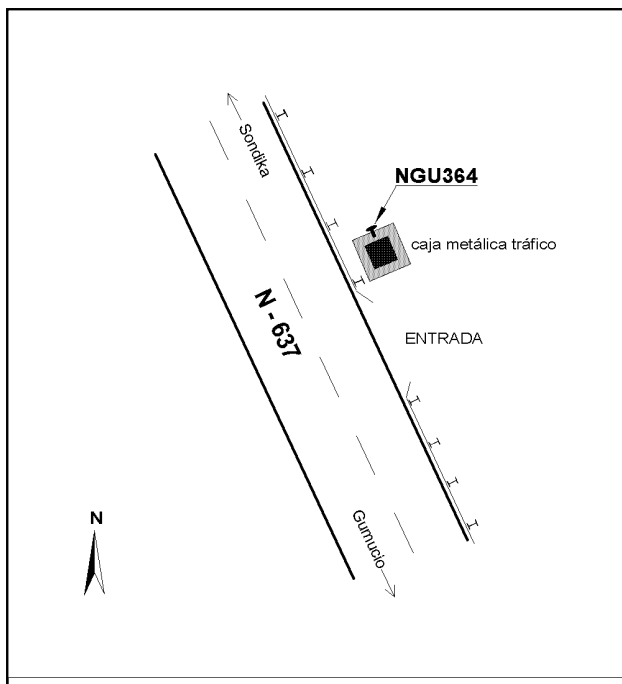 Sondika
NGU364
caja metálica tráfico
N - 637
ENTRADA
Gumucio
N